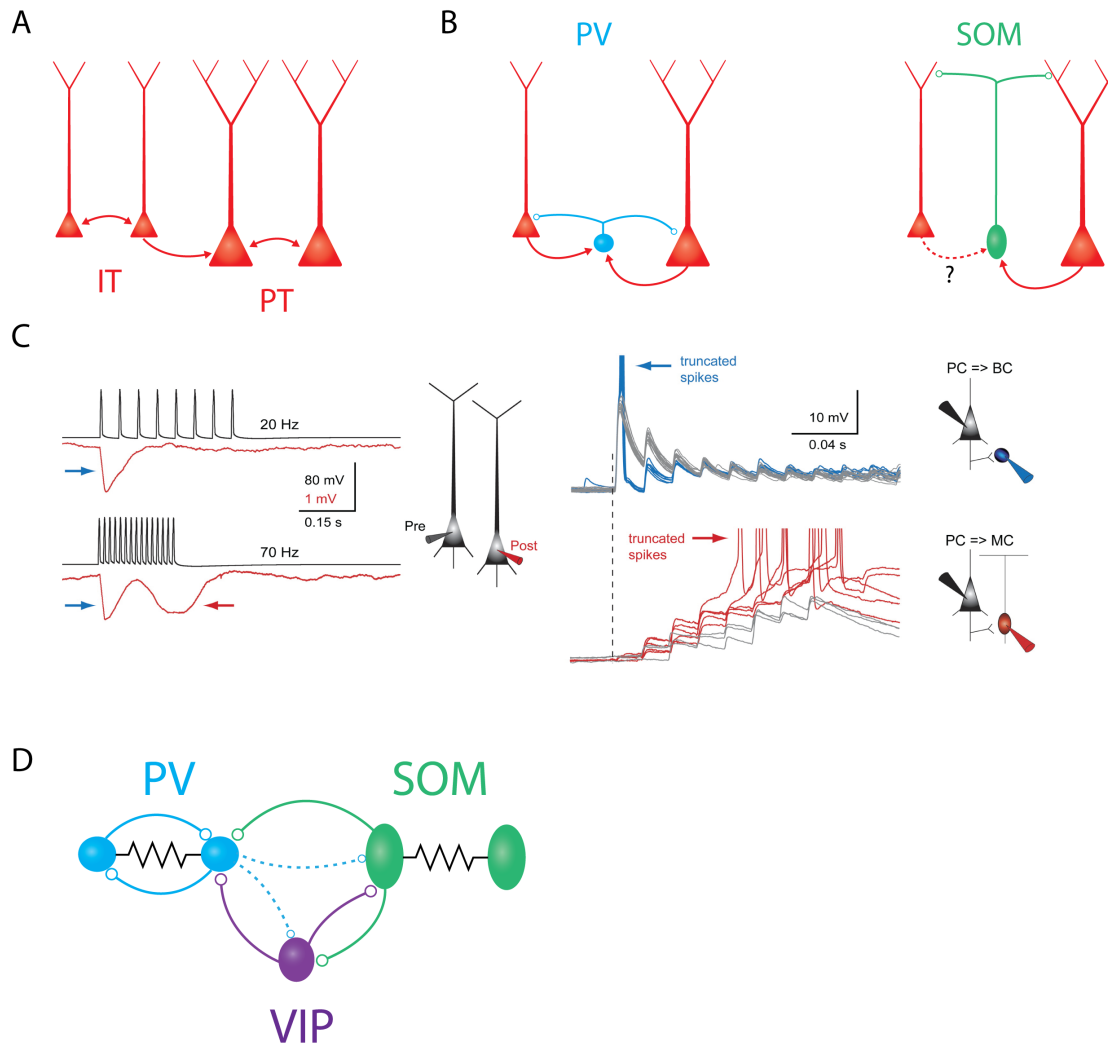 A
IT
PT
B
PV
SOM
?
C
20 Hz
80 mV
1 mV
0.15 s
70 Hz
Pre
Post
truncated
spikes
10 mV
0.04 s
PC => BC
truncated
spikes
PC => MC
D
PV
SOM
VIP